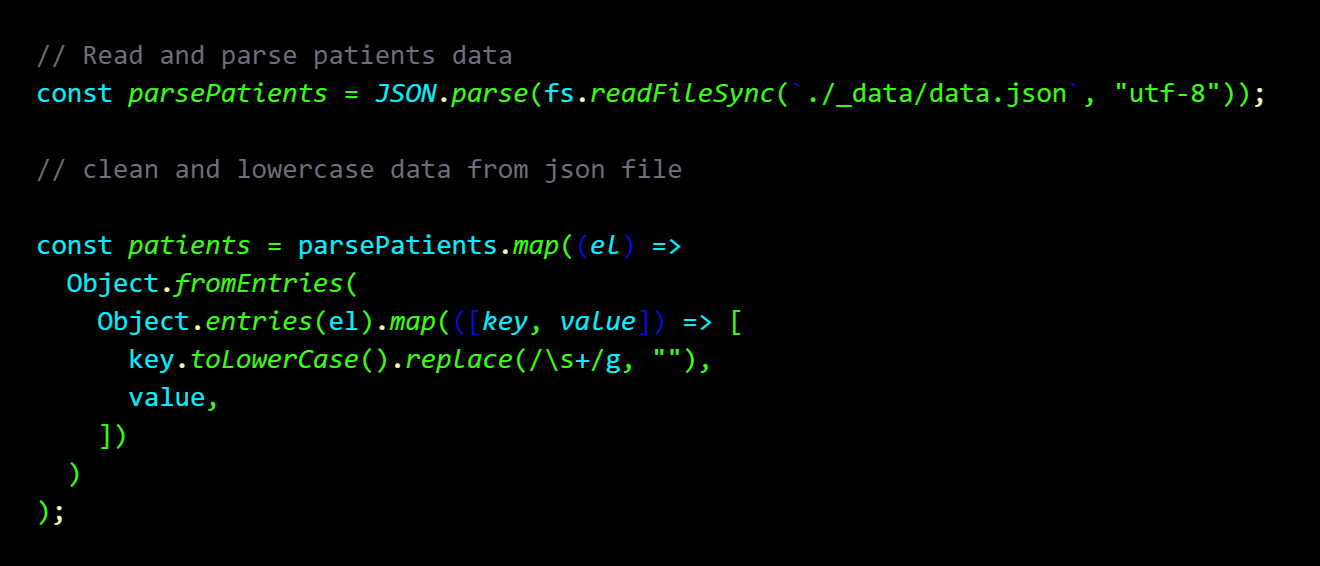 // Read and parse patients data
const parsePatients = JSON.parse(fs.readFileSync(`./_data/data.json`, "utf-8"));
// clean and lowercase data from json file
const patients = parsePatients.map((el) =>
  Object.fromEntries(
    Object.entries(el).map(([key, value]) => [
      key.toLowerCase().replace(/\s+/g, ""),
      value,
    ])
  )
);